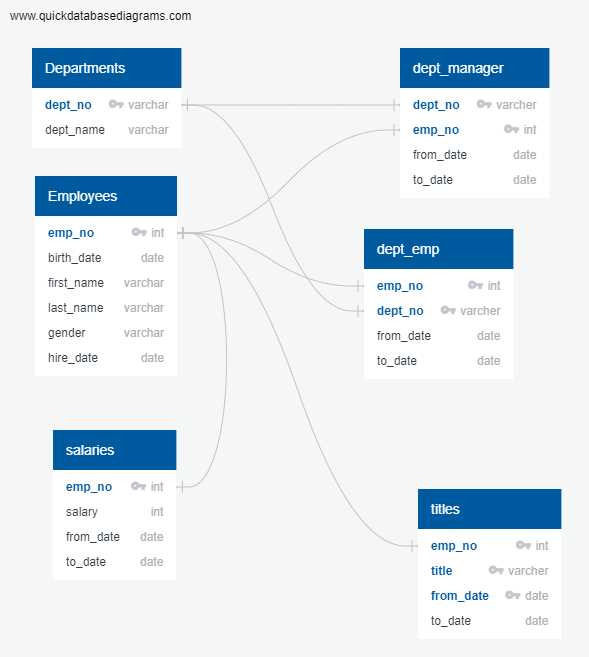 www.quickdatabasediagrams.com
Departments
dept_no varchar
dept_name varchar
dept_manager
dept_no varcher
emp_no int
from_date date
to_date date
Employees
emp_no int
birth_date date
first_name varchar
last_name varchar
gender varchar
hire_date date
dept_emp
emp_no int
dept_no varcher
from_date date
to_date date
salaries
emp_no int
salary int
from_date date
to_date date
titles
emp_no int
title varcher
from_date date
to_date date